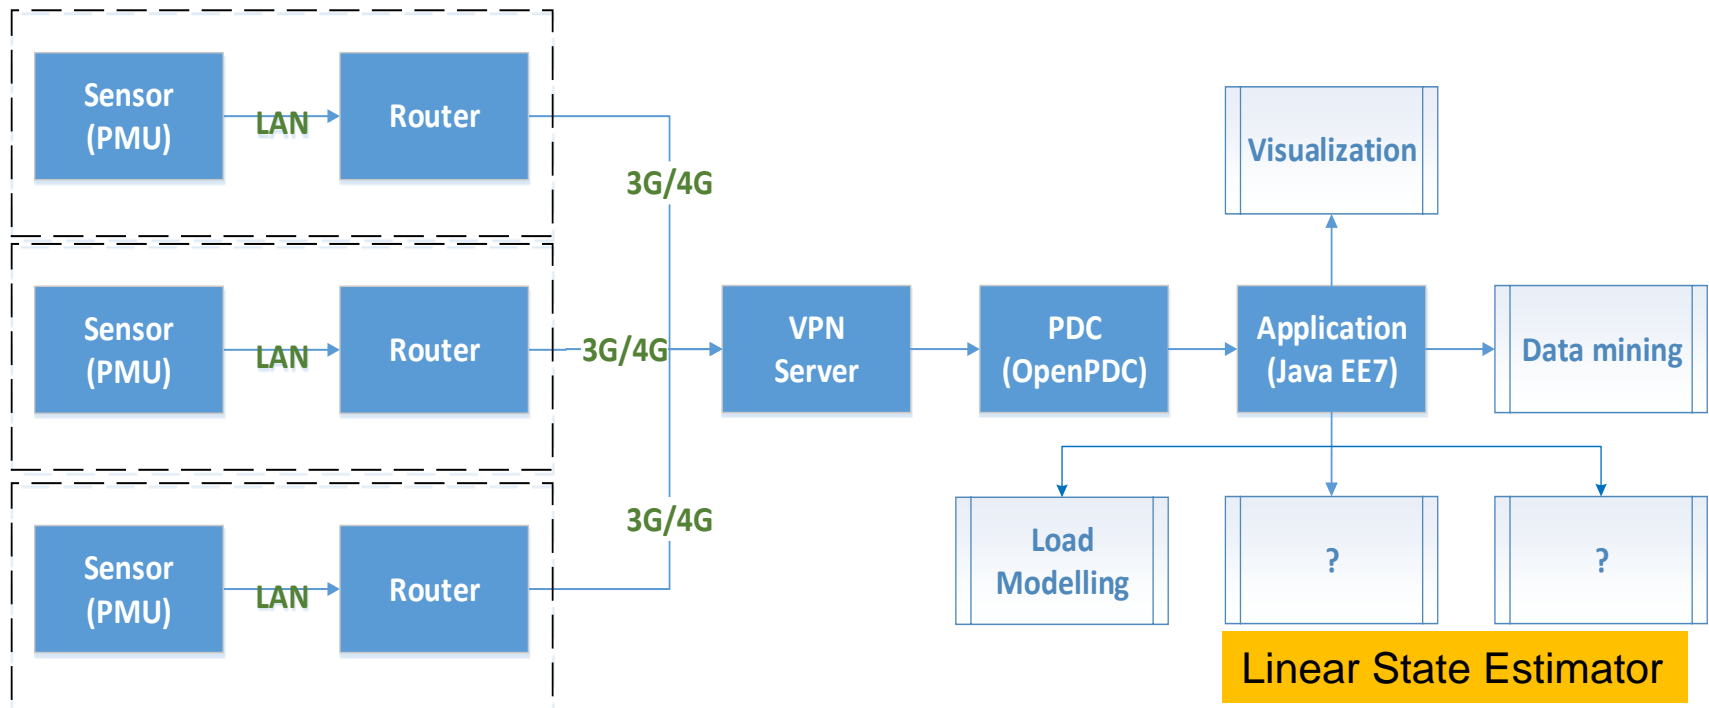 Sensor
(PMU)
LAN
Router
3G/4G
Visualization
Sensor
(PMU)
LAN
Router
3G/4G
VPN
Server
PDC
(OpenPDC)
Application
(Java EE7)
Data mining
Sensor
(PMU)
LAN
Router
3G/4G
Load
Modelling
?
?
Linear State Estimator